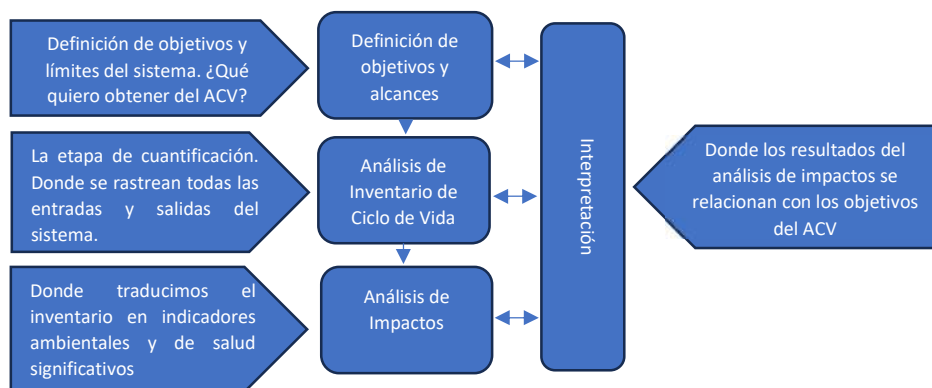 Definición de objetivos y
límites del sistema. ¿Qué
quiero obtener del ACV?
Definición de
objetivos y
alcances
La etapa de cuantificación.
Donde se rastrean todas las
entradas y salidas del
sistema.
Análisis de
Inventario de
Ciclo de Vida
Donde traducimos el
inventario en indicadores
ambientales y de salud
significativos
Análisis de
Impactos
Interpretación
Donde los resultados del
análisis de impactos se
relacionan con los objetivos
del ACV